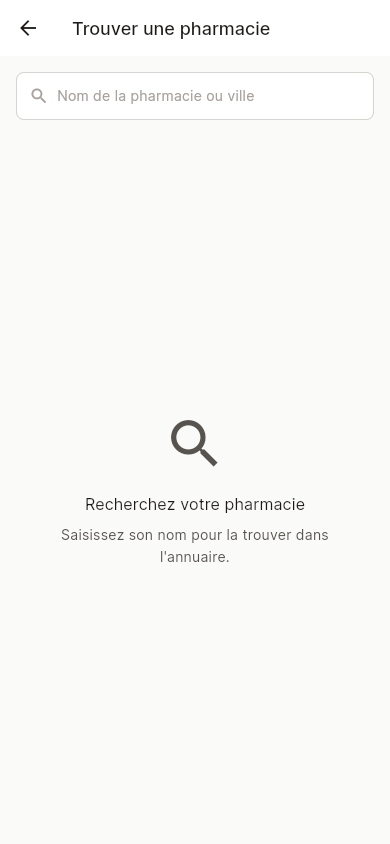 Trouver une pharmacie
Nom de la pharmacie ou ville
Recherchez votre pharmacie
Saisissez son nom pour la trouver dans
l'annuaire.